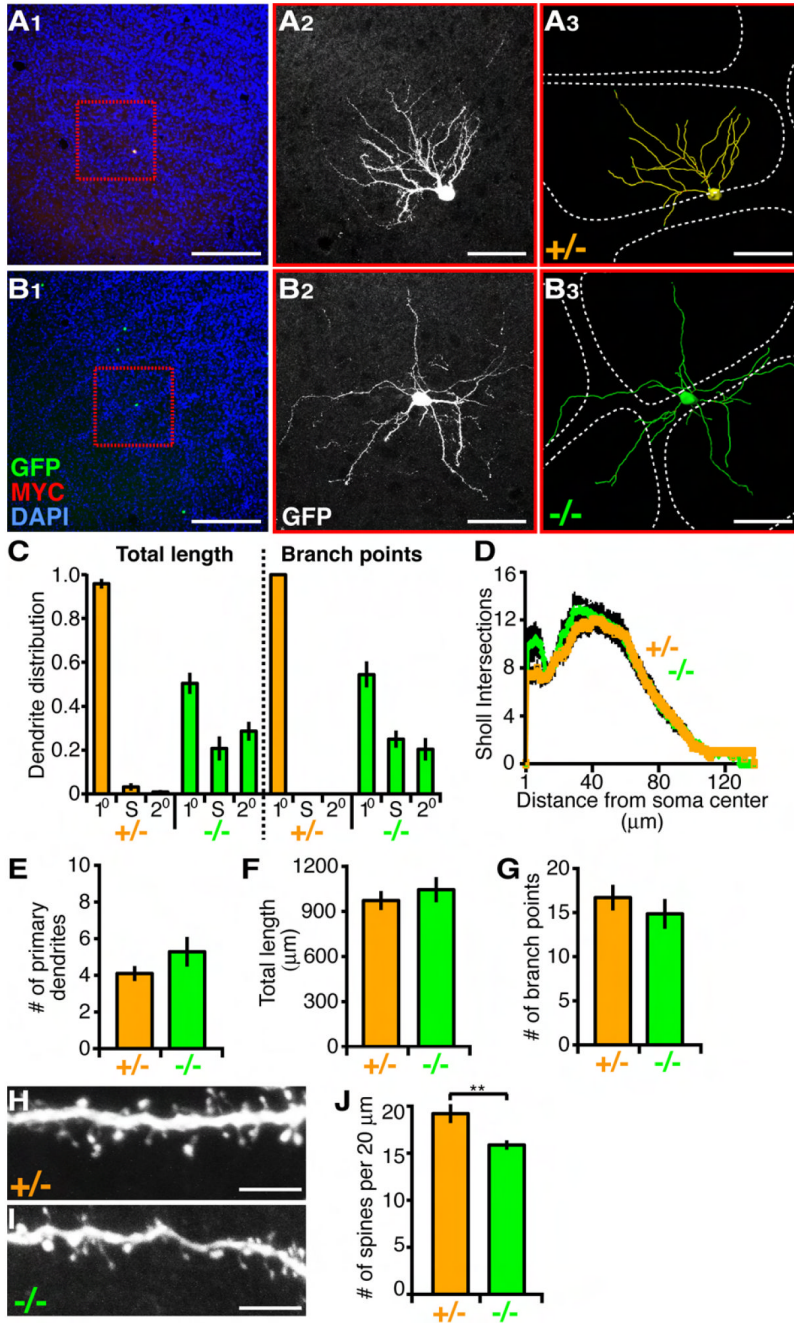 A1
A2
A3
+/-
B1
GFP
MYC
DAPI
B2
GFP
B3
-/-
C
Total length
Branch points
Dendrite distribution
1.0
0.8
0.6
0.4
0.2
0
1⁰ S 2⁰ 1⁰ S 2⁰ 1⁰ S 2⁰ 1⁰ S 2⁰
+/- -/- +/- -/-
D
Sholl Intersections
16
12
8
4
0
+/-
-/-
1 40 80 120
Distance from soma center
(μm)
E
# of primary
dendrites
10
8
6
4
2
0
+/- -/-
F
Total length
(μm)
1200
900
600
300
0
+/- -/-
G
# of branch points
20
15
10
5
0
+/- -/-
H
+/-
I
-/-
J
# of spines per 20 μm
20
15
10
5
0
**
+/- -/-